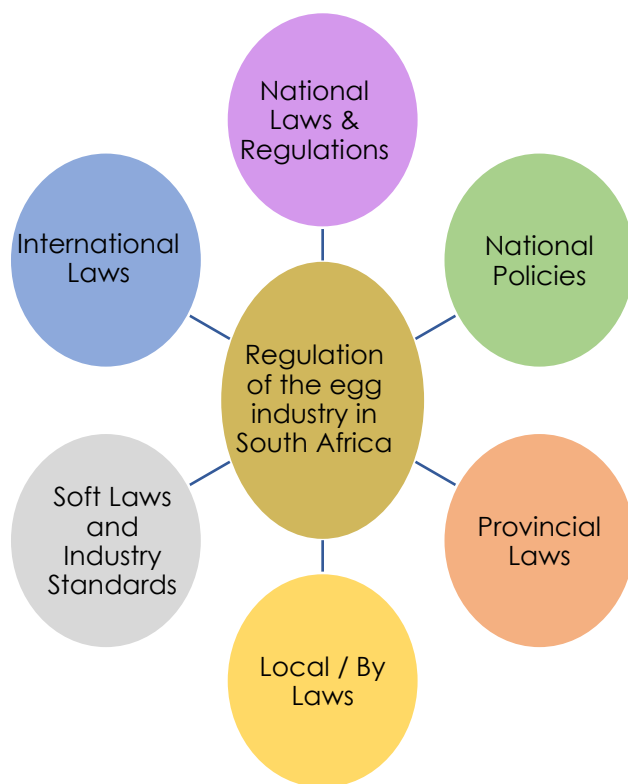 National
Laws &
Regulations
International
Laws
National
Policies
Regulation
of the egg
industry in
South Africa
Soft Laws
and
Industry
Standards
Provincial
Laws
Local / By
Laws